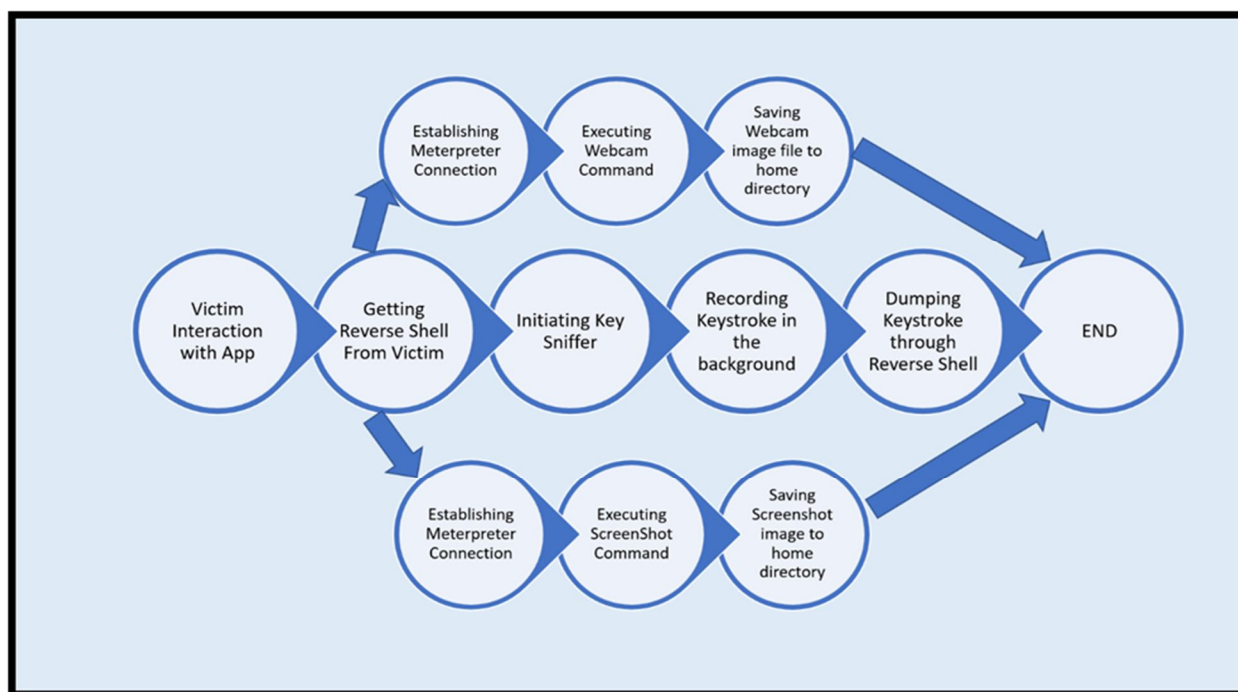 Establishing
Meterpreter
Connection
Executing
Webcam
Command
Saving
Webcam
image file to
home
directory
Victim
Interaction
with App
Getting
Reverse Shell
From Victim
Initiating Key
Sniffer
Recording
Keystroke in
the
background
Dumping
Keystroke
through
Reverse Shell
END
Establishing
Meterpreter
Connection
Executing
ScreenShot
Command
Saving
Screenshot
image to
home
directory